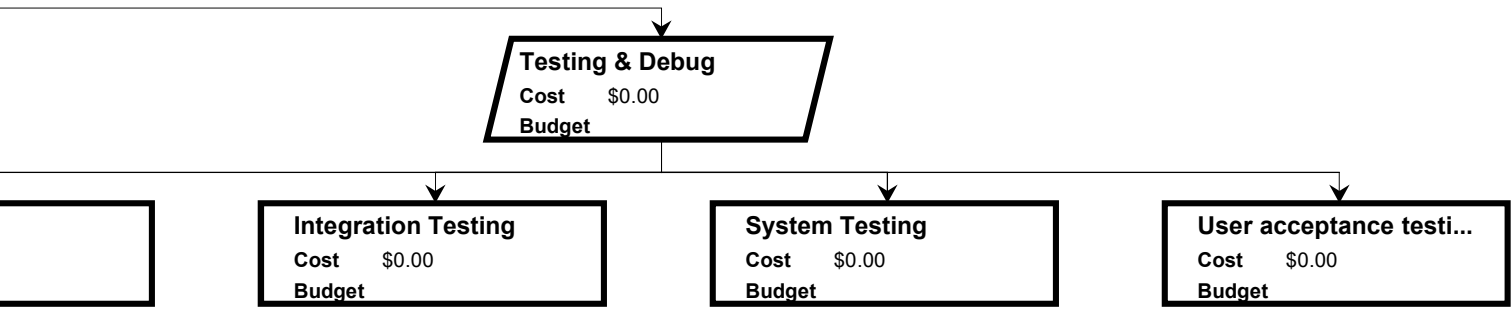 Testing & Debug
Cost $0.00
Budget
Integration Testing
Cost $0.00
Budget
System Testing
Cost $0.00
Budget
User acceptance testi...
Cost $0.00
Budget